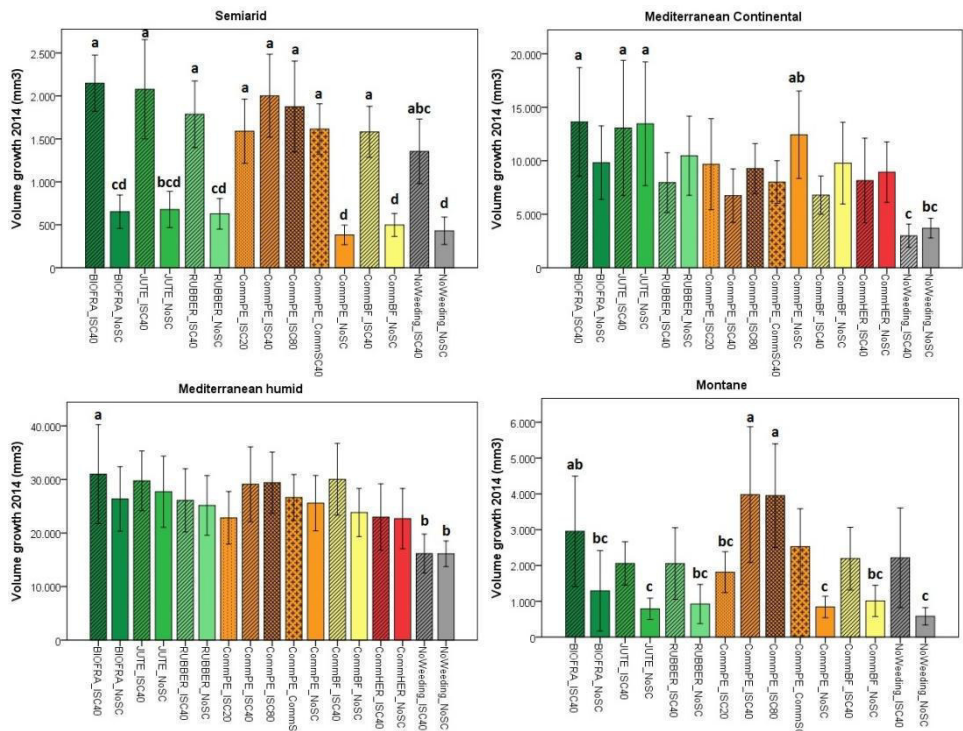 Semiarid
Volume growth 2014 (mm3)
2.500
2.000
1.500
1.000
500
0
a
cd
a
bcd
a
cd
a
a
a
a
d
a
d
abc
d
BIOFRA_ISC40
BIOFRA_NoSC
JUTE_ISC40
JUTE_NoSC
RUBBER_ISC40
RUBBER_NoSC
CommPE_ISC20
CommPE_ISC40
CommPE_ISC80
CommPE_CommSC40
CommPE_NoSC
CommBF_ISC40
CommBF_NoSC
NoWeeding_ISC40
NoWeeding_NoSC
Mediterranean Continental
Volume growth 2014 (mm3)
20.000
15.000
10.000
5.000
0
a
a
a
ab
c
bc
BIOFRA_ISC40
BIOFRA_NoSC
JUTE_ISC40
JUTE_NoSC
RUBBER_ISC40
RUBBER_NoSC
CommPE_ISC20
CommPE_ISC40
CommPE_ISC80
CommPE_CommSC40
CommPE_NoSC
CommBF_ISC40
CommBF_NoSC
CommHER_ISC40
CommHER_NoSC
NoWeeding_ISC40
NoWeeding_NoSC
Mediterranean humid
Volume growth 2014 (mm3)
40.000
30.000
20.000
10.000
0
a
b
b
BIOFRA_ISC40
BIOFRA_NoSC
JUTE_ISC40
JUTE_NoSC
RUBBER_ISC40
RUBBER_NoSC
CommPE_ISC20
CommPE_ISC40
CommPE_ISC80
CommPE_CommS
CommPE_NoSC
CommBF_ISC40
CommBF_NoSC
CommHER_ISC40
CommHER_NoSC
NoWeeding_ISC40
NoWeeding_NoSC
Montane
Volume growth 2014 (mm3)
6.000
5.000
4.000
3.000
2.000
1.000
0
ab
bc
c
bc
bc
a
a
c
bc
c
BIOFRA_ISC40
BIOFRA_NoSC
JUTE_ISC40
JUTE_NoSC
RUBBER_ISC40
RUBBER_NoSC
CommPE_ISC20
CommPE_ISC40
CommPE_ISC80
CommPE_CommS
CommPE_NoSC
CommBF_ISC40
CommBF_NoSC
NoWeeding_ISC40
NoWeeding_NoSC